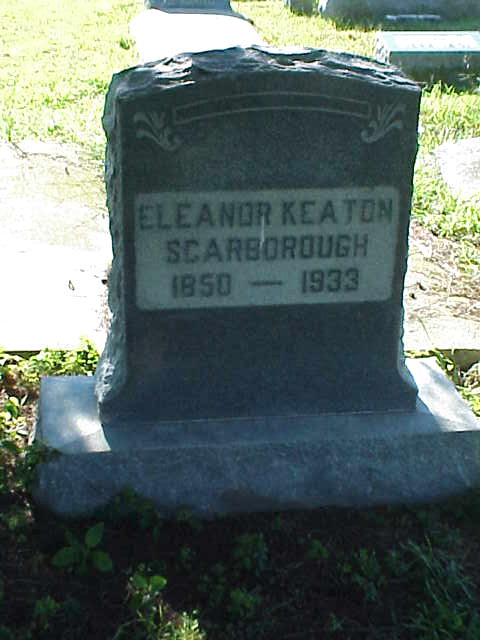 ELEANOR KEATON
SCARBOROUGH
1850 — 1933